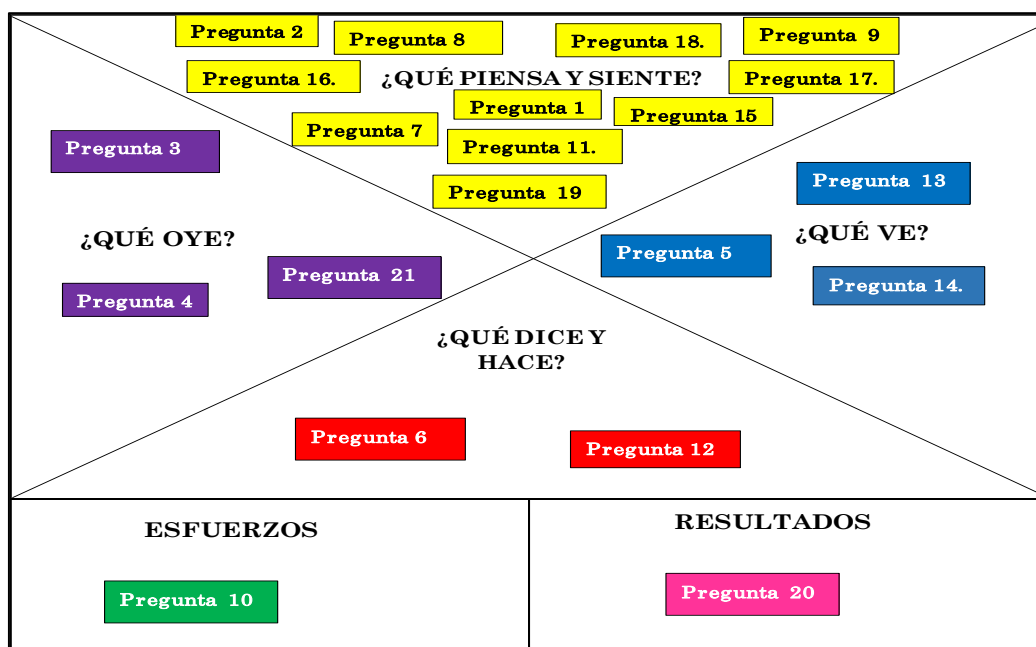 Pregunta 2
Pregunta 8
Pregunta 18.
Pregunta 9
Pregunta 16.
¿QUÉ PIENSA Y SIENTE?
Pregunta 17.
Pregunta 1
Pregunta 15
Pregunta 7
Pregunta 11.
Pregunta 19
Pregunta 3
¿QUÉ OYE?
Pregunta 21
Pregunta 4
Pregunta 13
¿QUÉ VE?
Pregunta 5
Pregunta 14.
¿QUÉ DICE Y
HACE?
Pregunta 6
Pregunta 12
ESFUERZOS
Pregunta 10
RESULTADOS
Pregunta 20